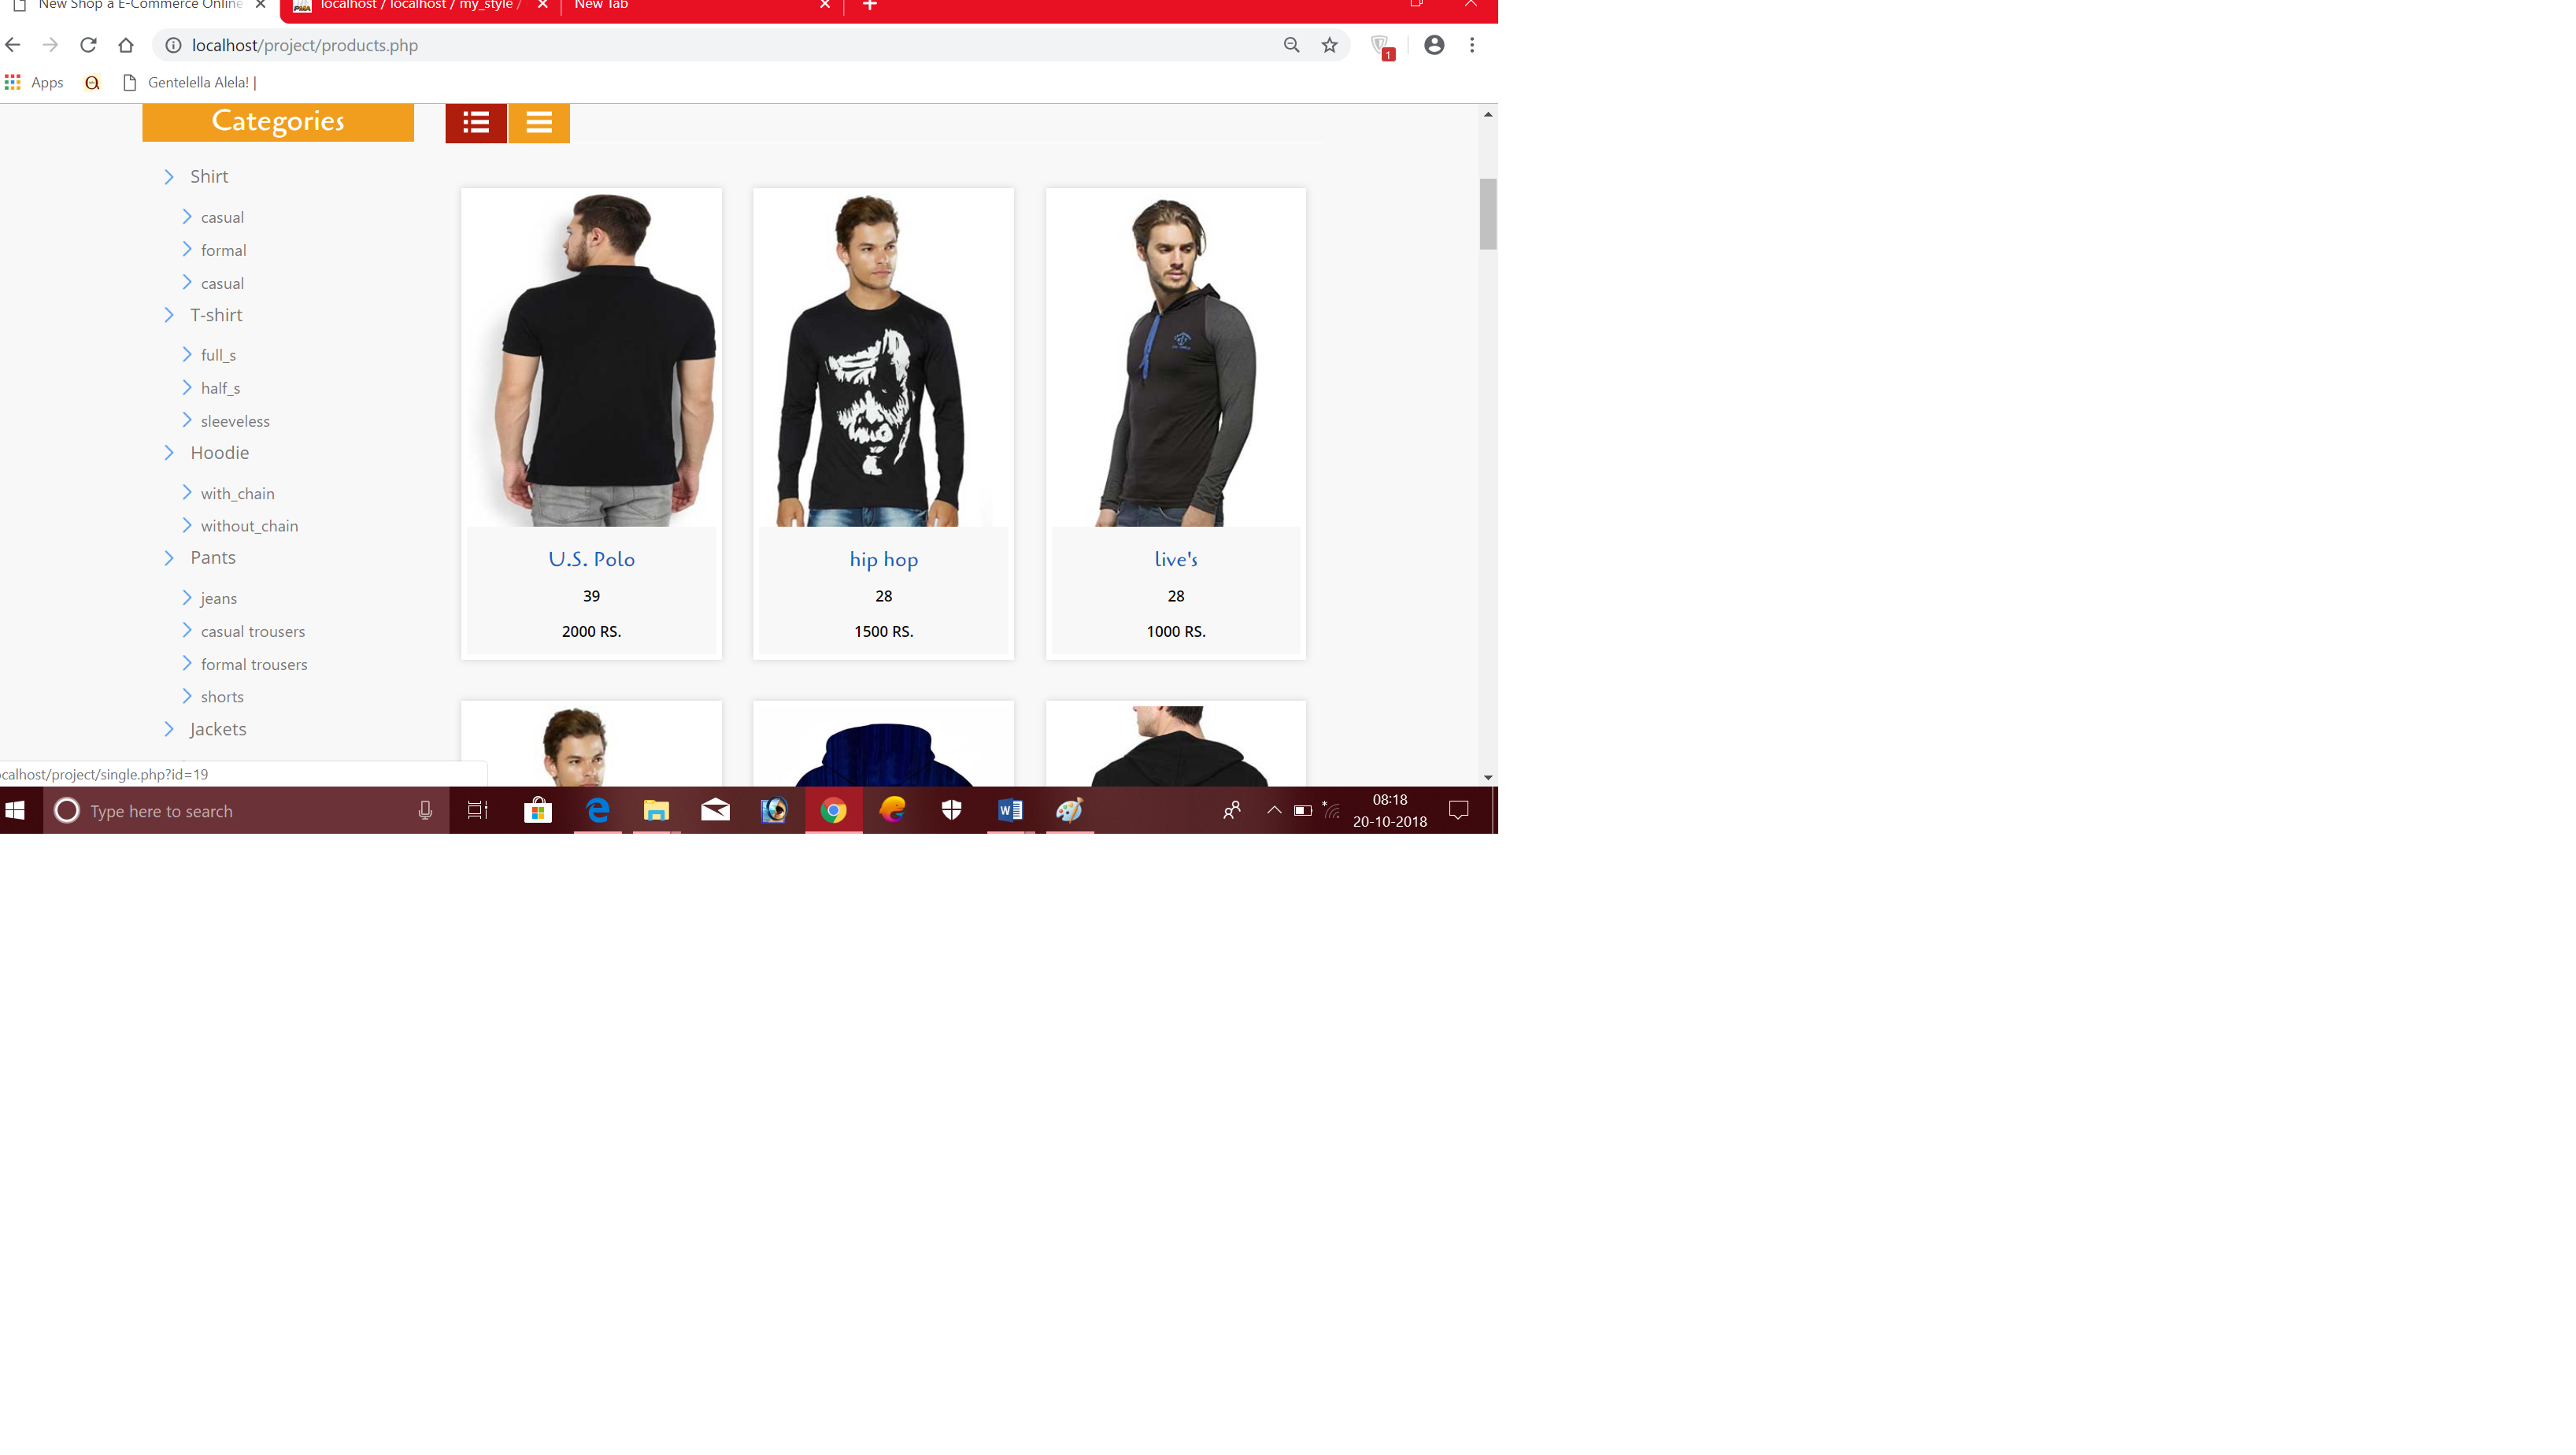 New Shop a E-Commerce Online
localhost / localhost / my_style /
New Tab
localhost/project/products.php
1
Apps
Gentelella Alela! |
Categories
Shirt
casual
formal
casual
T-shirt
full_s
half_s
sleeveless
Hoodie
with_chain
without_chain
Pants
jeans
casual trousers
formal trousers
shorts
Jackets
U.S. Polo
39
2000 RS.
hip hop
28
1500 RS.
live's
28
1000 RS.
ocalhost/project/single.php?id=19
Type here to search
08:18
20-10-2018